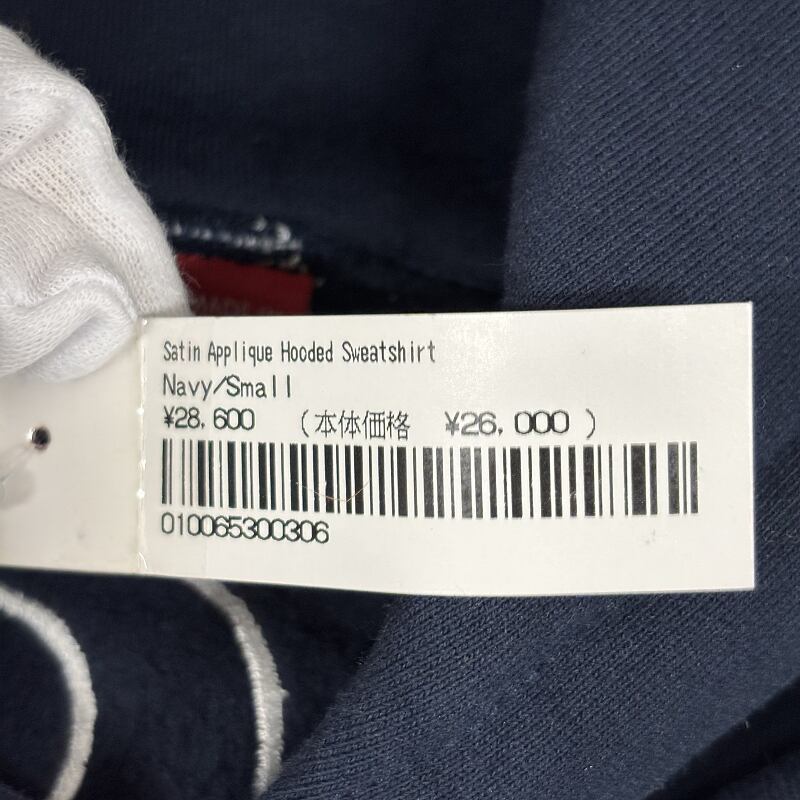 Satin Applique Hooded Sweatshirt
Navy/Small
¥28,600 (本体価格 ¥26,000 )
010065300306